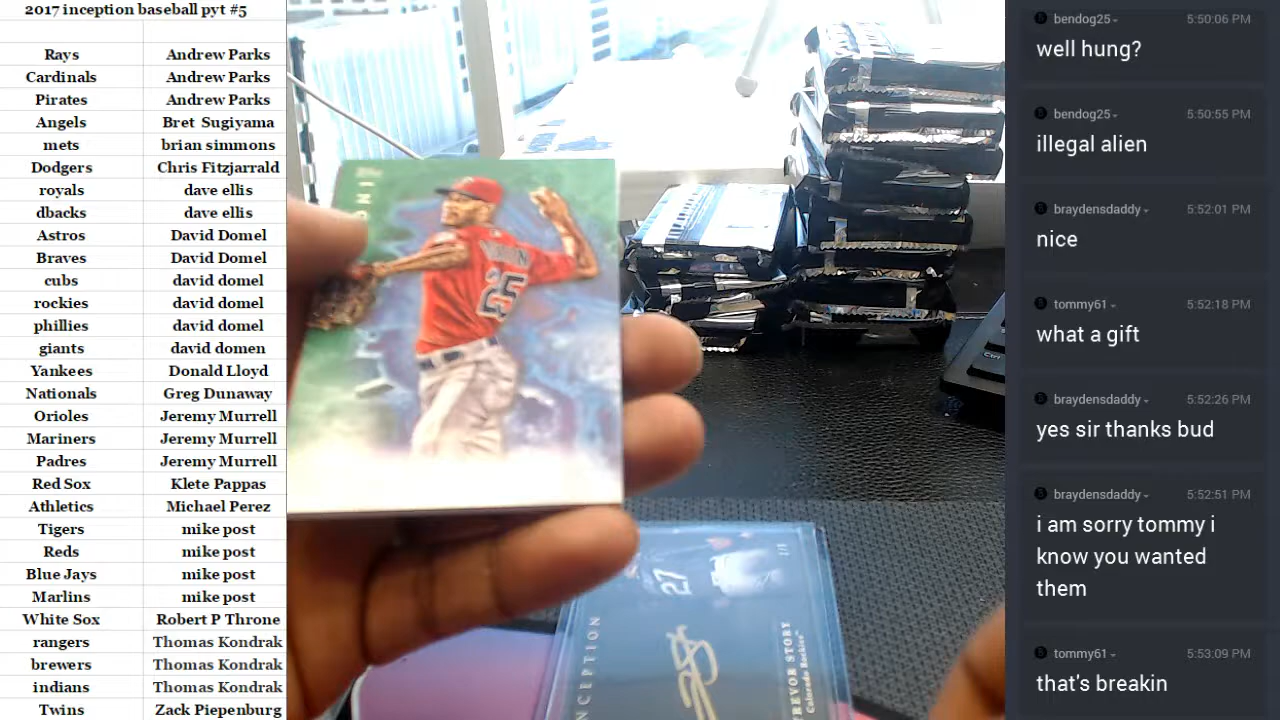 2017 inception baseball pyt #5
Rays Andrew Parks
Cardinals Andrew Parks
Pirates Andrew Parks
Angels Bret Sugiyama
mets brian simmons
Dodgers Chris Fitzjarrald
royals dave ellis
dbacks dave ellis
Astros David Domel
Braves David Domel
cubs david domel
rockies david domel
phillies david domel
giants david domen
Yankees Donald Lloyd
Nationals Greg Dunaway
Orioles Jeremy Murrell
Mariners Jeremy Murrell
Padres Jeremy Murrell
Red Sox Klete Pappas
Athletics Michael Perez
Tigers mike post
Reds mike post
Blue Jays mike post
Marlins mike post
White Sox Robert P Throne
rangers Thomas Kondrak
brewers Thomas Kondrak
indians Thomas Kondrak
Twins Zack Piepenburg
25
Ctrl
27
1/1
NCEPTION
TREVOR STORY
Colorado Rockies
bendog25 5:50:06 PM
well hung?
bendog25 5:50:55 PM
illegal alien
braydensdaddy 5:52:01 PM
nice
tommy61 5:52:18 PM
what a gift
braydensdaddy 5:52:26 PM
yes sir thanks bud
braydensdaddy 5:52:51 PM
i am sorry tommy i
know you wanted
them
tommy61 5:53:09 PM
that's breakin